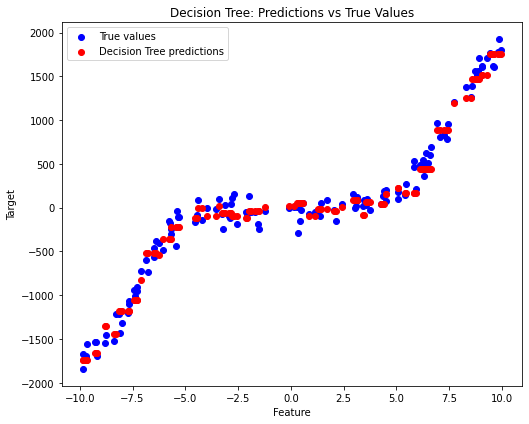 Decision Tree: Predictions vs True Values
True values
Decision Tree predictions
2000
1500
1000
500
0
−500
−1000
−1500
−2000
Target
−10.0 −7.5 −5.0 −2.5 0.0 2.5 5.0 7.5 10.0
Feature